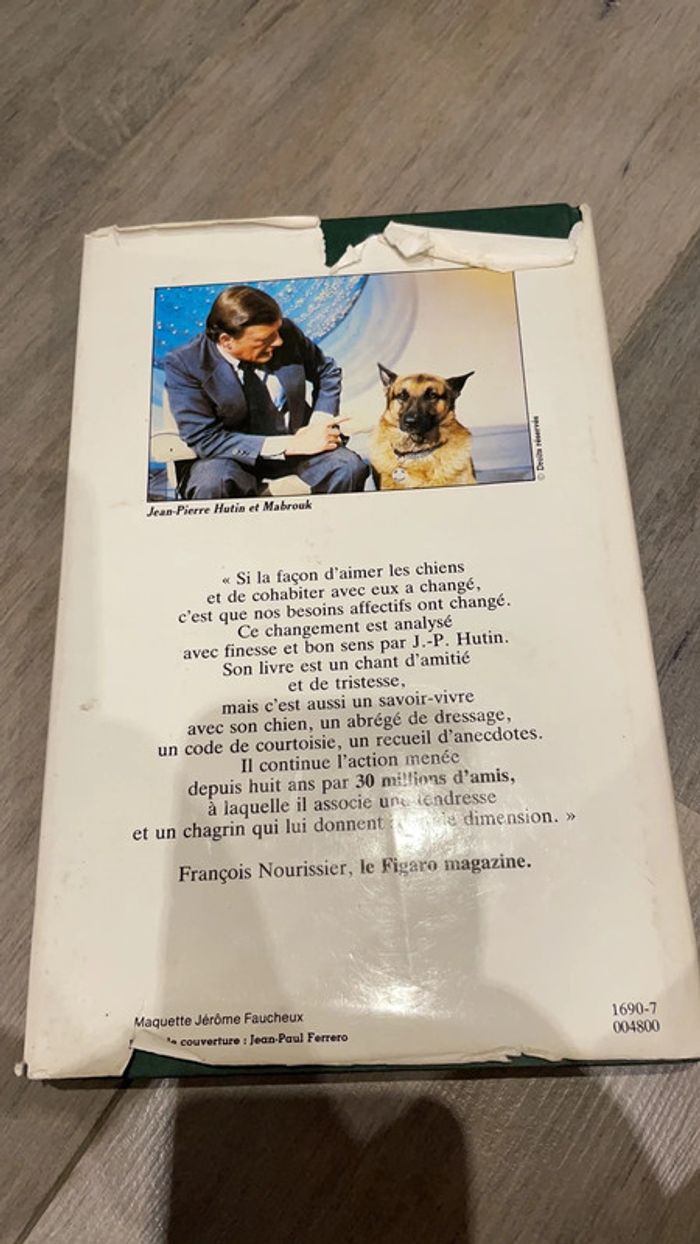 © Droits réservés
Jean-Pierre Hutin et Mabrouk
« Si la façon d'aimer les chiens
et de cohabiter avec eux a changé,
c'est que nos besoins affectifs ont changé.
Ce changement est analysé
avec finesse et bon sens par J.-P. Hutin.
Son livre est un chant d'amitié
et de tristesse,
mais c'est aussi un savoir-vivre
avec son chien, un abrégé de dressage,
un code de courtoisie, un recueil d'anecdotes.
Il continue l'action menée
depuis huit ans par 30 millions d'amis,
à laquelle il associe une tendresse
et un chagrin qui lui donnent dimension. »
François Nourissier, le Figaro magazine.
Maquette Jérôme Faucheux
couverture : Jean-Paul Ferrero
1690-7
004800